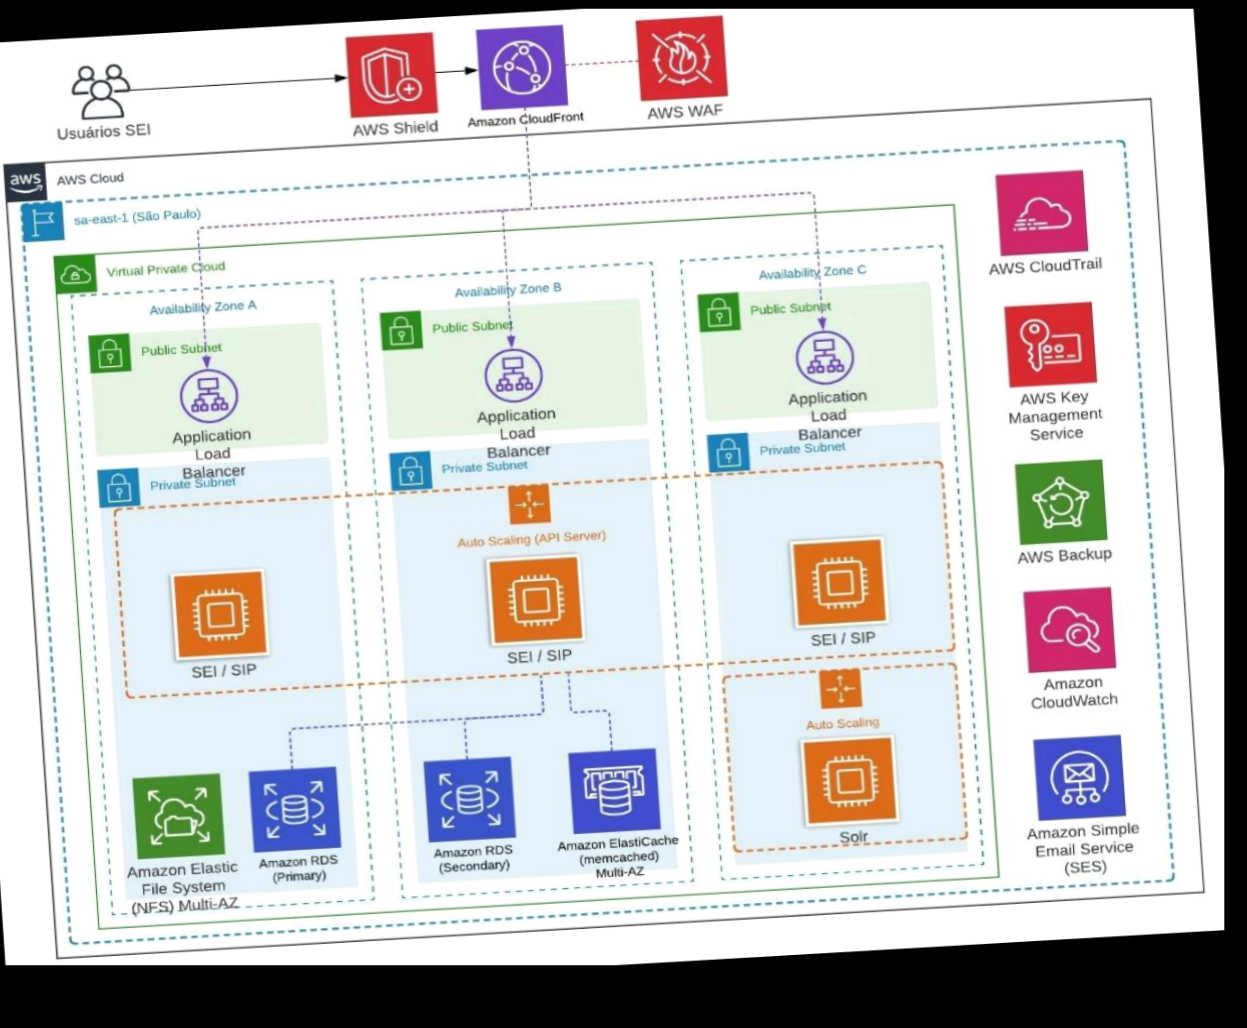 Usuários SEI
AWS Shield
Amazon CloudFront
AWS WAF
aws
AWS Cloud
sa-east-1 (São Paulo)
Virtual Private Cloud
Availability Zone A
Availability Zone B
Availability Zone C
Public Subnet
Public Subnet
Public Subnet
Application
Load
Balancer
Application
Load
Balancer
Application
Load
Balancer
Private Subnet
Private Subnet
Private Subnet
Auto Scaling (API Server)
SEI / SIP
SEI / SIP
SEI / SIP
Auto Scaling
Solr
Amazon Elastic
File System
(NFS) Multi-AZ
Amazon RDS
(Primary)
Amazon RDS
(Secondary)
Amazon ElastiCache
(memcached)
Multi-AZ
AWS CloudTrail
AWS Key
Management
Service
AWS Backup
Amazon
CloudWatch
Amazon Simple
Email Service
(SES)